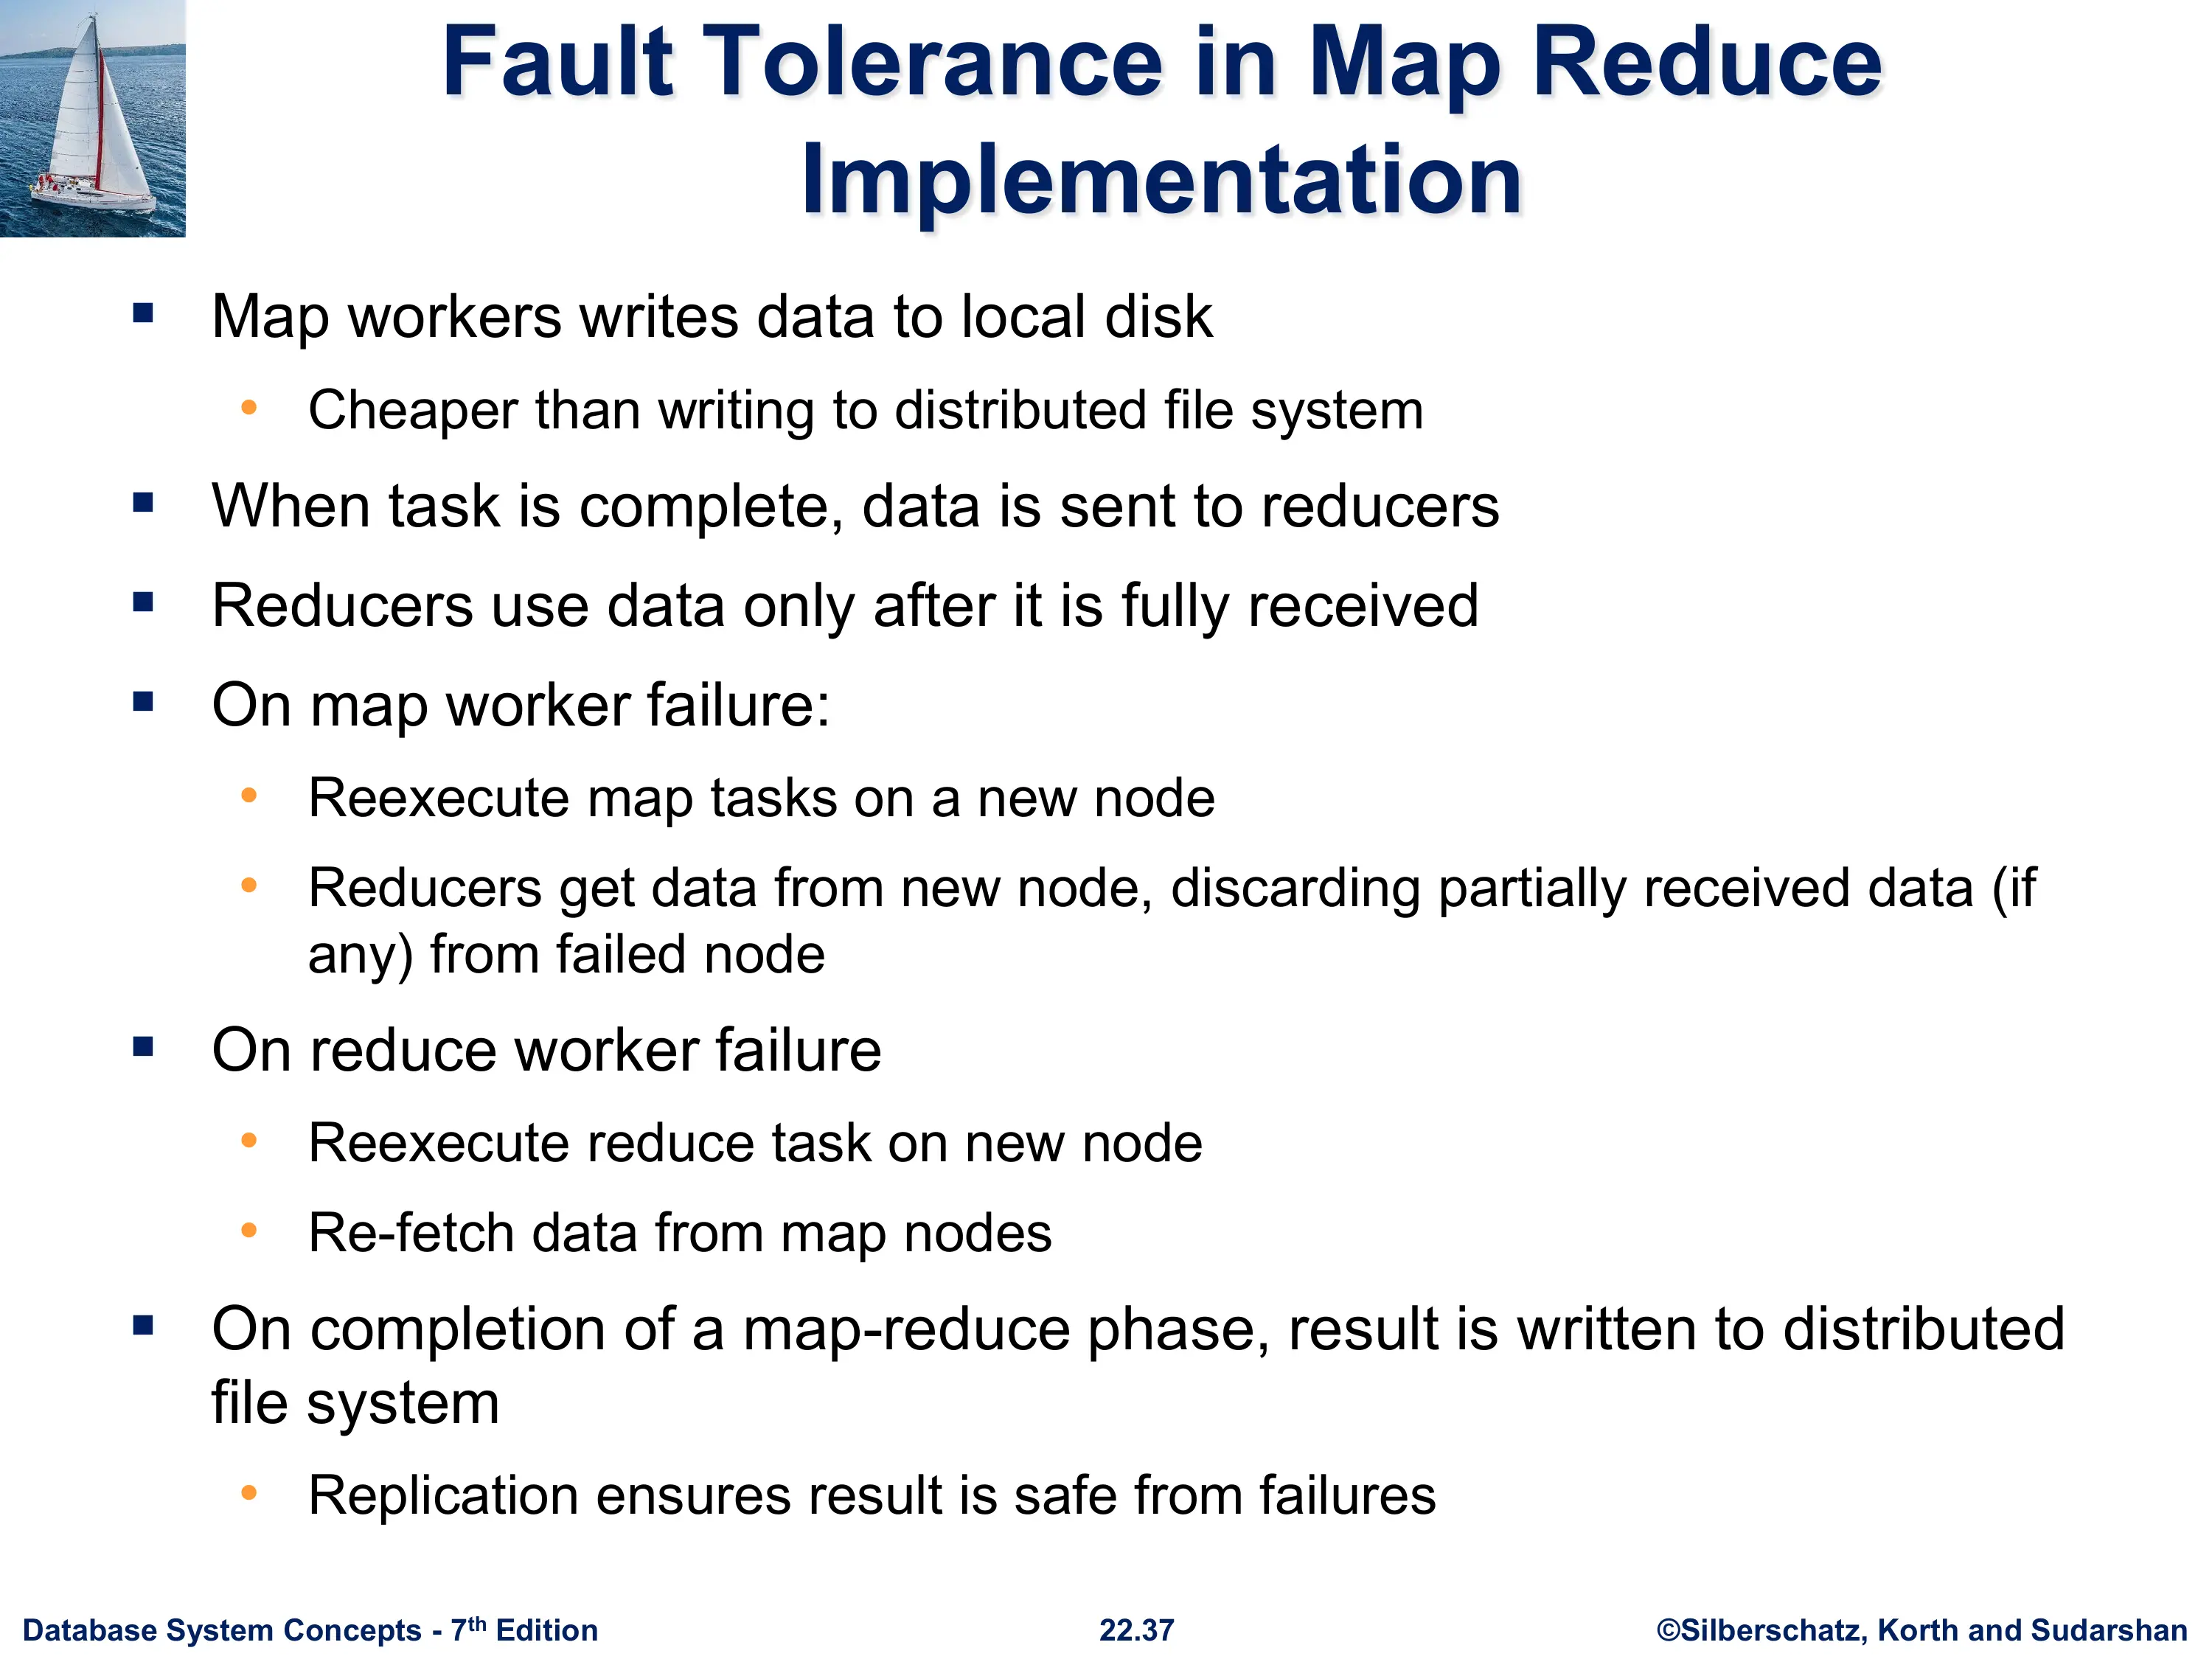 Fault Tolerance in Map Reduce
Implementation
▪ Map workers writes data to local disk
• Cheaper than writing to distributed file system
▪ When task is complete, data is sent to reducers
▪ Reducers use data only after it is fully received
▪ On map worker failure:
• Reexecute map tasks on a new node
• Reducers get data from new node, discarding partially received data (if
any) from failed node
▪ On reduce worker failure
• Reexecute reduce task on new node
• Re-fetch data from map nodes
▪ On completion of a map-reduce phase, result is written to distributed
file system
• Replication ensures result is safe from failures
Database System Concepts - 7th Edition 22.37 ©Silberschatz, Korth and Sudarshan